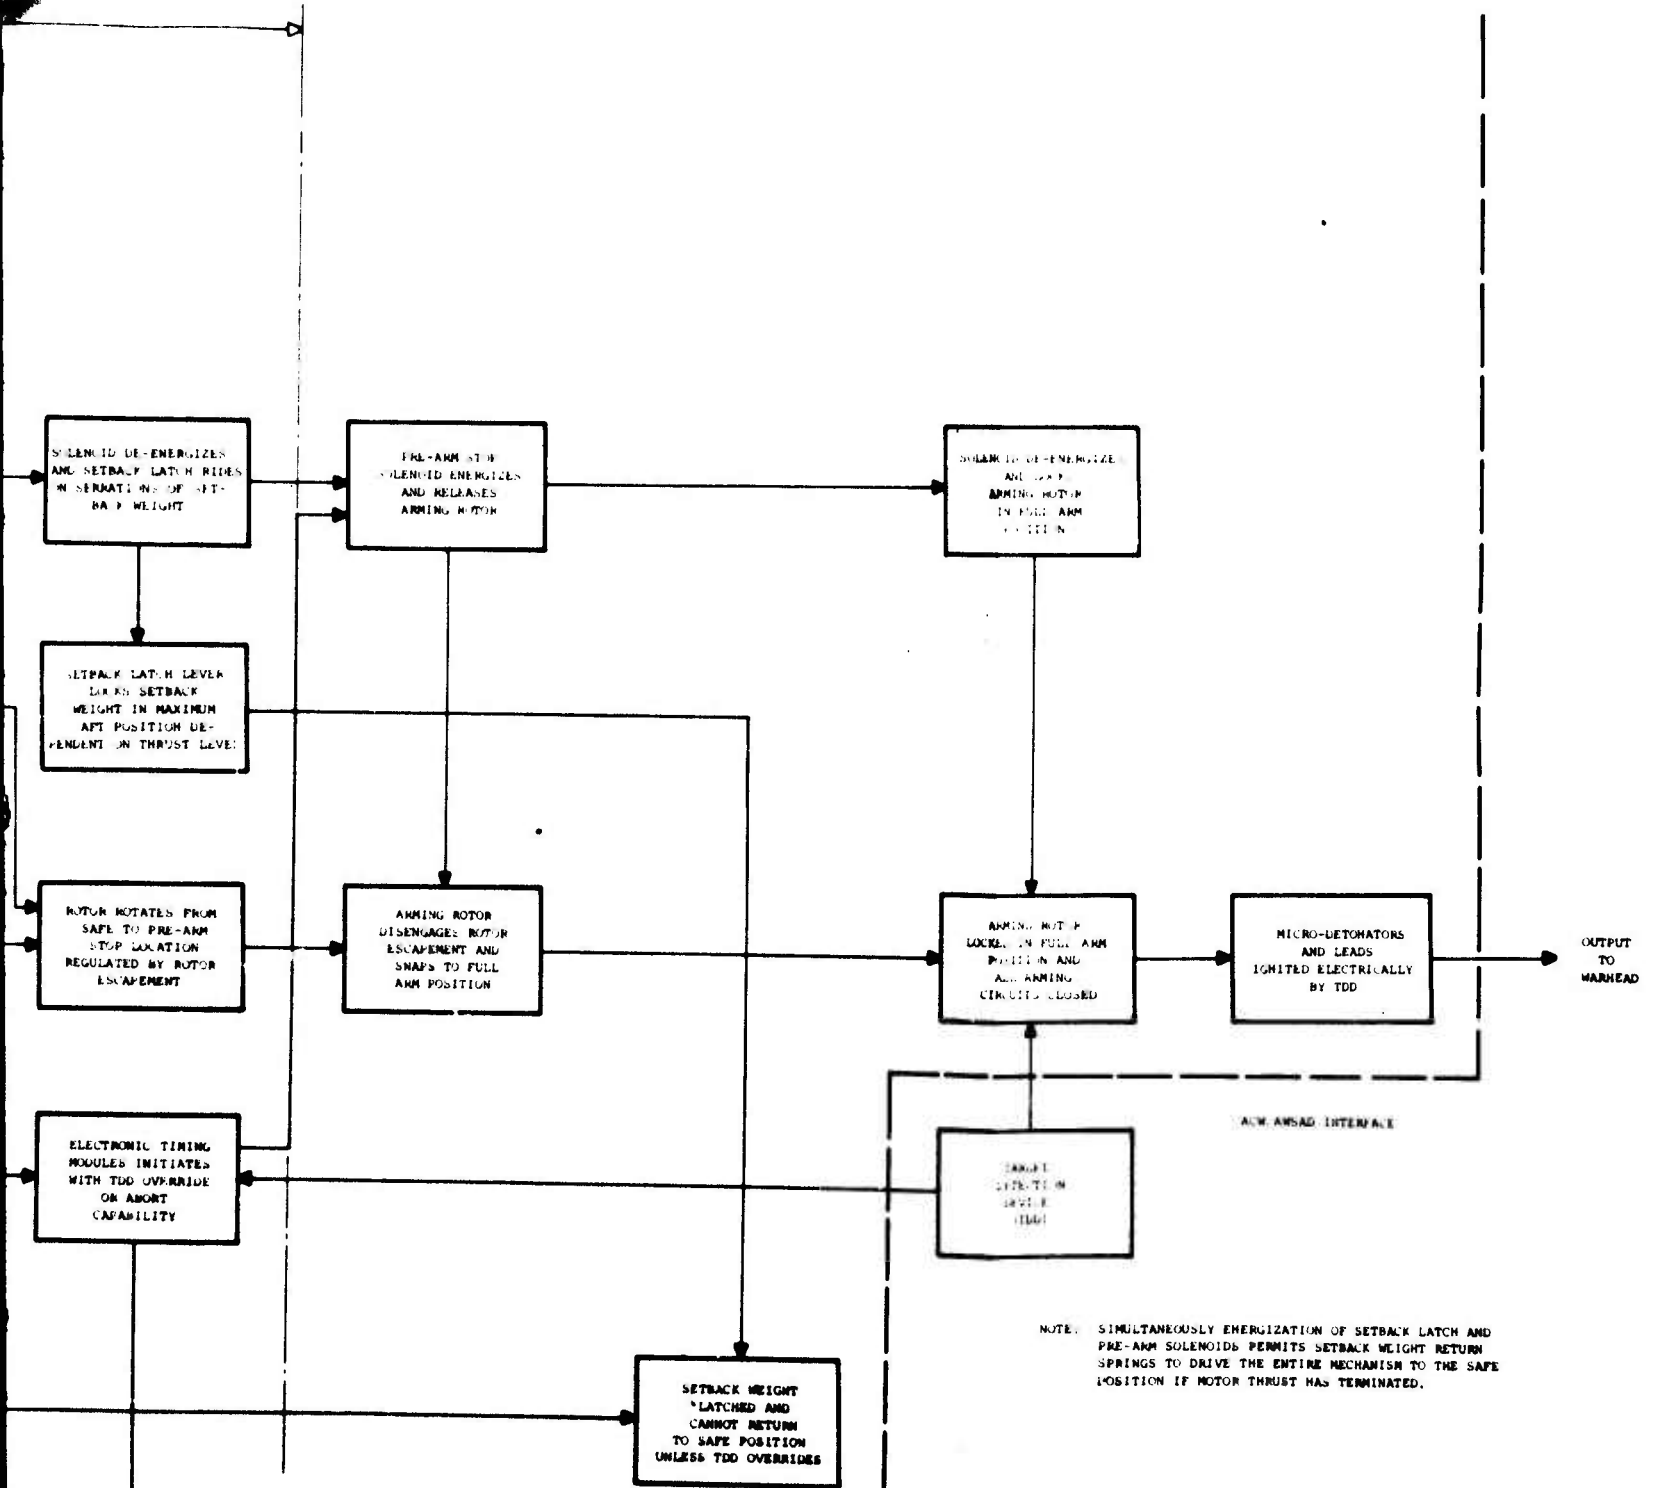 SOLENOID DE-ENERGIZES
AND SETBACK LATCH RIDES
ON SERRATIONS OF SET-
BACK WEIGHT
PRE-ARM STOP
SOLENOID ENERGIZES
AND RELEASES
ARMING ROTOR
SOLENOID DE-ENERGIZES
AND LOCKS
ARMING ROTOR
IN FULL ARM
POSITION
SETBACK LATCH LEVER
LOCKS SETBACK
WEIGHT IN MAXIMUM
AFT POSITION DE-
PENDENT ON THRUST LEVEL
ROTOR ROTATES FROM
SAFE TO PRE-ARM
STOP LOCATION
REGULATED BY ROTOR
ESCAPEMENT
ARMING ROTOR
DISENGAGES ROTOR
ESCAPEMENT AND
SNAPS TO FULL
ARM POSITION
ARMING ROTOR
LOCKED IN FULL ARM
POSITION AND
ALL ARMING
CIRCUITS CLOSED
MICRO-DETONATORS
AND LEADS
IGNITED ELECTRICALLY
BY TDD
OUTPUT
TO
WARHEAD
ACM AWSAD INTERFACE
ELECTRONIC TIMING
MODULES INITIATES
WITH TDD OVERRIDE
OR ABORT
CAPABILITY
TARGET
DETECTION
DEVICE
(TDD)
NOTE: SIMULTANEOUSLY ENERGIZATION OF SETBACK LATCH AND
PRE-ARM SOLENOIDS PERMITS SETBACK WEIGHT RETURN
SPRINGS TO DRIVE THE ENTIRE MECHANISM TO THE SAFE
POSITION IF MOTOR THRUST HAS TERMINATED.
SETBACK WEIGHT
LATCHED AND
CANNOT RETURN
TO SAFE POSITION
UNLESS TDD OVERRIDES